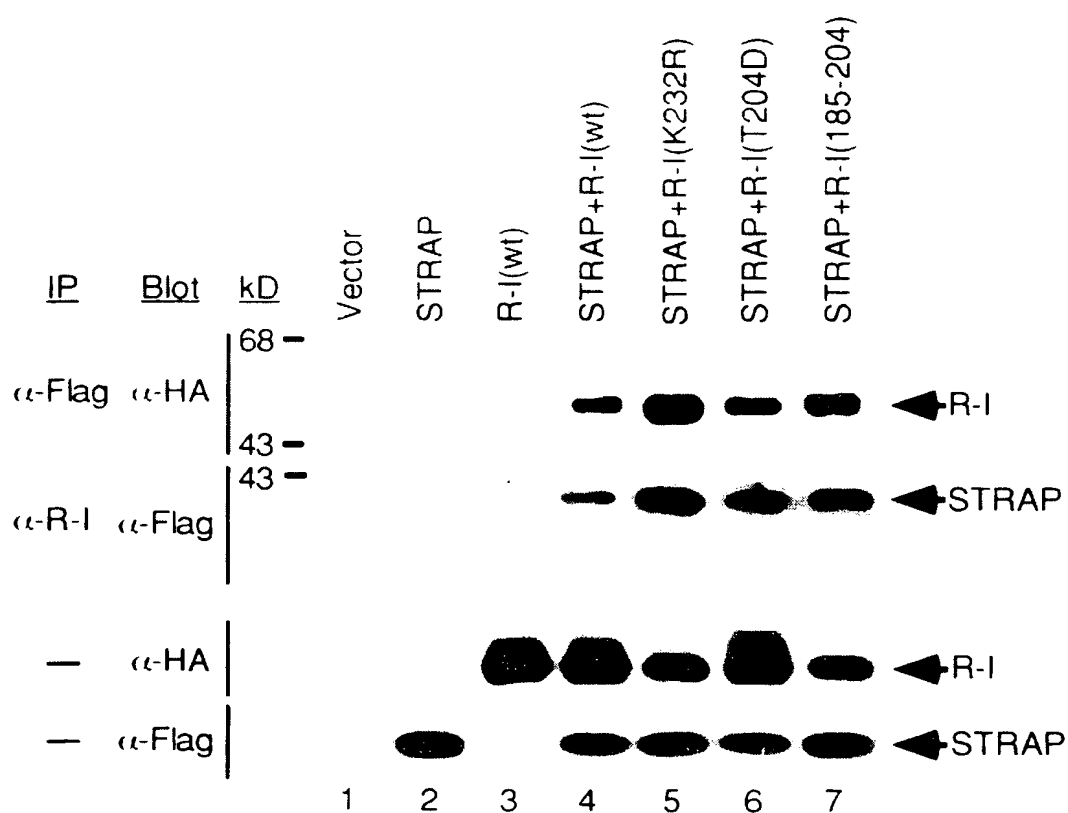 IP Blot kD
Vector
STRAP
R-I(wt)
STRAP+R-I(wt)
STRAP+R-I(K232R)
STRAP+R-I(T204D)
STRAP+R-I(185-204)
α-Flag α-HA
68
43
R-I
α-R-I α-Flag
43
STRAP
– α-HA
R-I
– α-Flag
STRAP
1 2 3 4 5 6 7